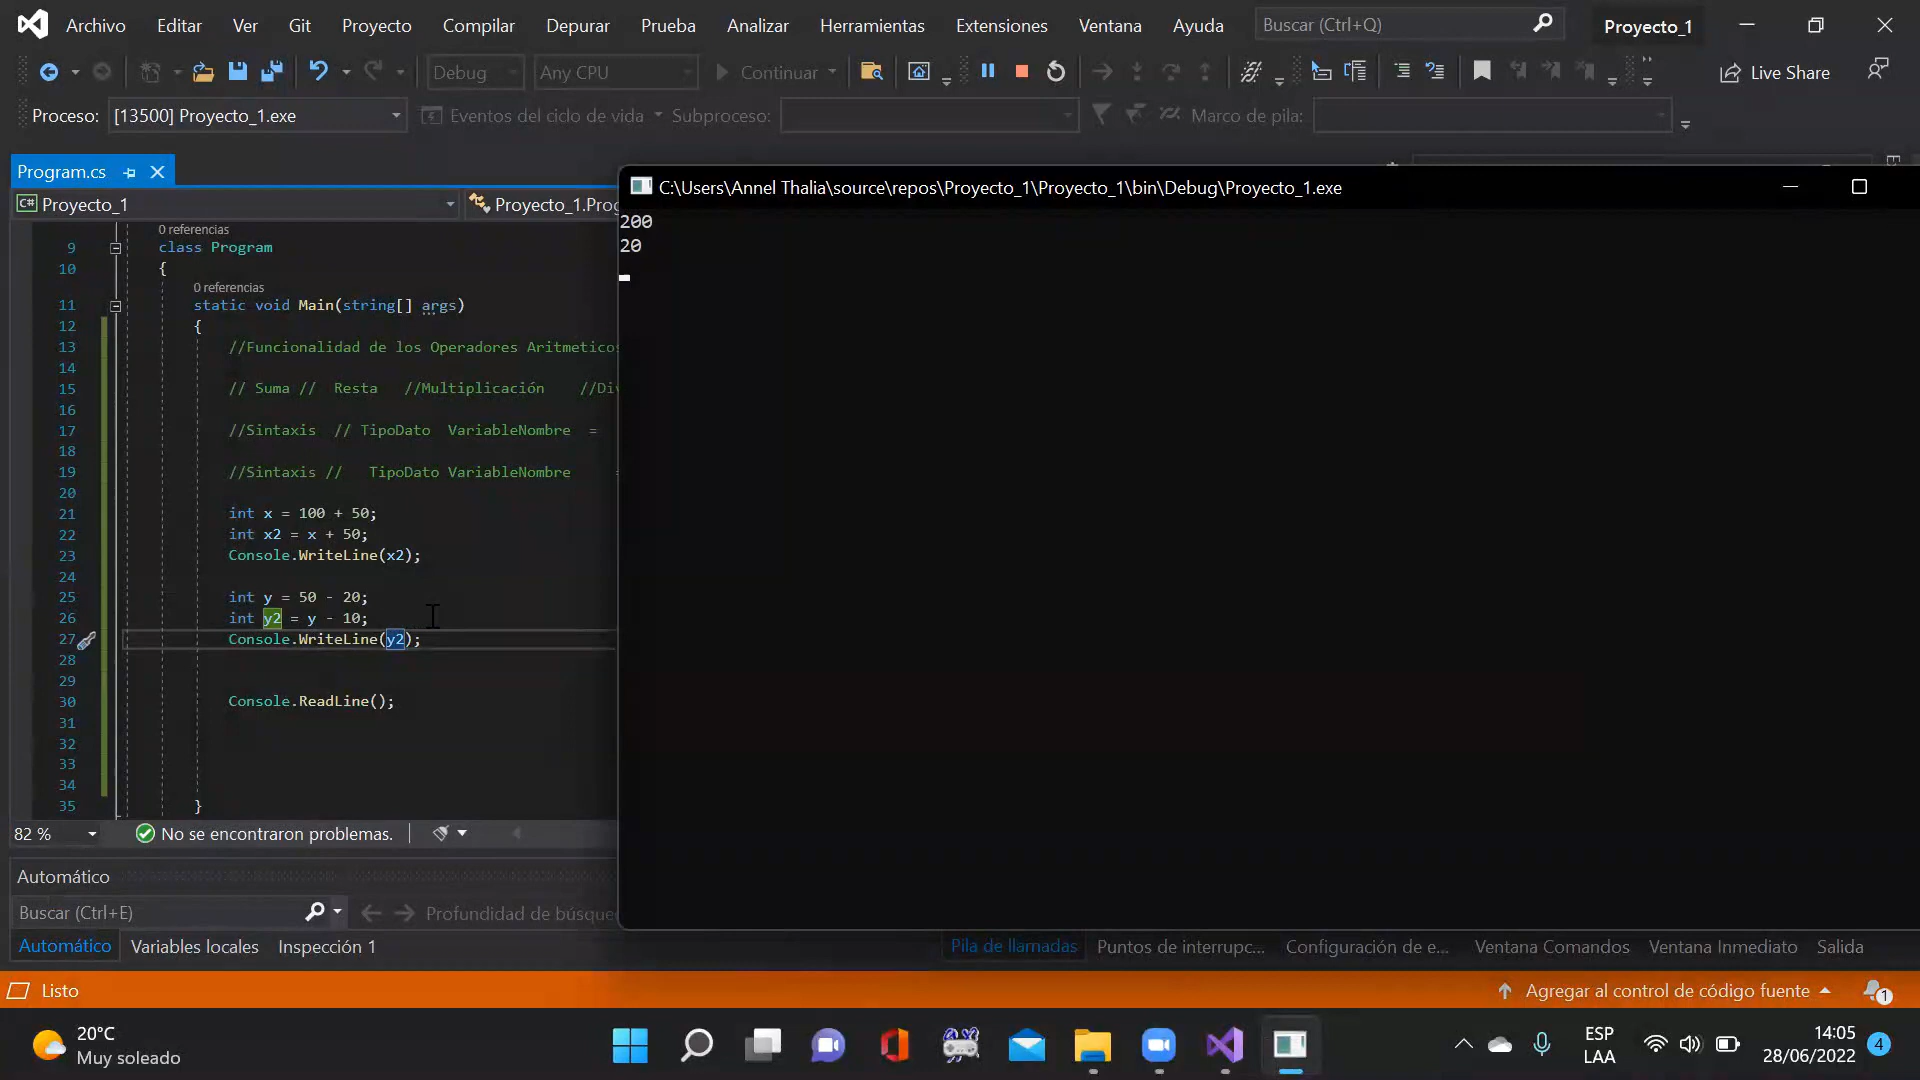 Archivo Editar Ver Git Proyecto Compilar Depurar Prueba Analizar Herramientas Extensiones Ventana Ayuda Buscar (Ctrl+Q) Proyecto_1
Debug Any CPU Continuar Live Share
Proceso: [13500] Proyecto_1.exe Eventos del ciclo de vida Subproceso: Marco de pila:
Program.cs
C:\Users\Annel Thalia\source\repos\Proyecto_1\Proyecto_1\bin\Debug\Proyecto_1.exe
C# Proyecto_1 Proyecto_1.Prog
200
20
0 referencias
9 class Program
10 {
0 referencias
11 static void Main(string[] args)
12 {
13 //Funcionalidad de los Operadores Aritmeticos
14
15 // Suma // Resta //Multiplicación //Di
16
17 //Sintaxis // TipoDato VariableNombre =
18
19 //Sintaxis // TipoDato VariableNombre =
20
21 int x = 100 + 50;
22 int x2 = x + 50;
23 Console.WriteLine(x2);
24
25 int y = 50 - 20;
26 int y2 = y - 10;
27 Console.WriteLine(y2);
28
29
30 Console.ReadLine();
31
32
33
34
35 }
82 % No se encontraron problemas.
Automático
Buscar (Ctrl+E) Profundidad de búsque
Automático Variables locales Inspección 1 Pila de llamadas Puntos de interrupc... Configuración de e... Ventana Comandos Ventana Inmediato Salida
Listo Agregar al control de código fuente 1
20°C
Muy soleado
ESP
LAA
14:05
28/06/2022
4